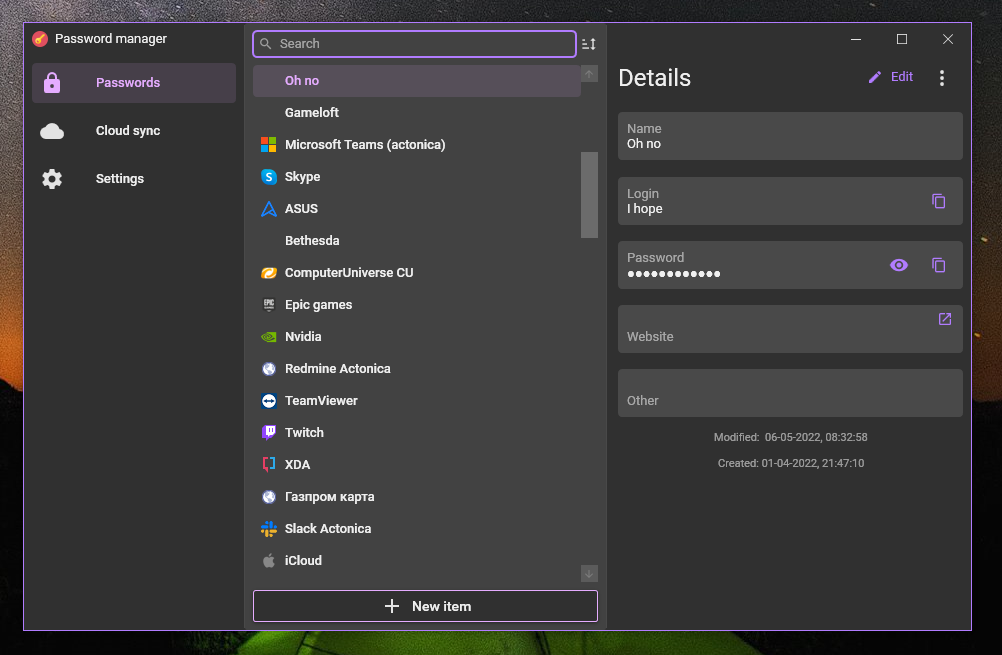 Password manager
Passwords
Cloud sync
Settings
Search
Oh no
Gameloft
Microsoft Teams (actonica)
Skype
ASUS
Bethesda
ComputerUniverse CU
EPIC
Epic games
Nvidia
Redmine Actonica
TeamViewer
Twitch
XDA
Газпром карта
Slack Actonica
iCloud
New item
Details
Edit
Name
Oh no
Login
I hope
Password
●●●●●●●●●●●●
Website
Other
Modified: 06-05-2022, 08:32:58
Created: 01-04-2022, 21:47:10